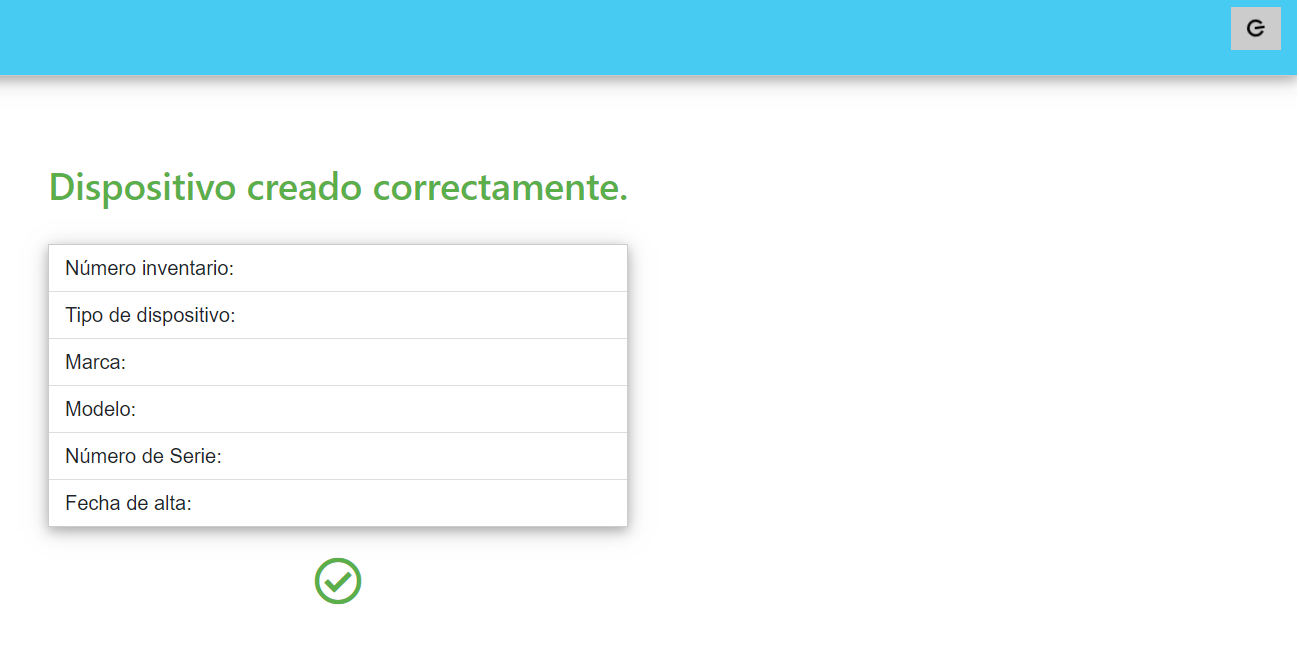 Dispositivo creado correctamente.
Número inventario:
Tipo de dispositivo:
Marca:
Modelo:
Número de Serie:
Fecha de alta: